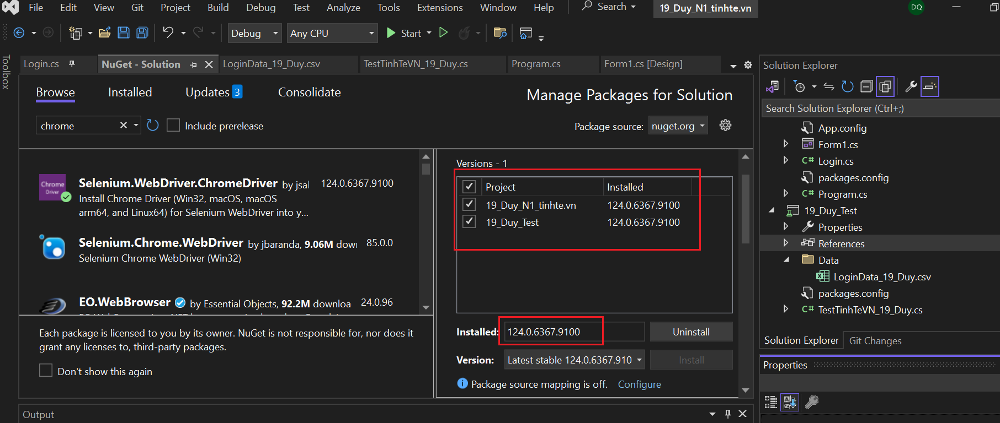 File Edit View Git Project Build Debug Test Analyze Tools Extensions Window Help Search 19_Duy_N1_tinhte.vn DQ
Debug Any CPU Start
Toolbox
Login.cs NuGet - Solution LoginData_19_Duy.csv TestTinhTeVN_19_Duy.cs Program.cs Form1.cs [Design]
Browse Installed Updates 3 Consolidate
Manage Packages for Solution
chrome Include prerelease
Package source: nuget.org
Chrome
Driver
Selenium.WebDriver.ChromeDriver by jsal 124.0.6367.9100
Install Chrome Driver (Win32, macOS, macOS
arm64, and Linux64) for Selenium WebDriver into y...
Selenium.Chrome.WebDriver by jbaranda, 9.06M dow 85.0.0
Selenium Chrome WebDriver (Win32)
EO.WebBrowser by Essential Objects, 92.2M downloa 24.0.96
Each package is licensed to you by its owner. NuGet is not responsible for, nor does it
grant any licenses to, third-party packages.
Don't show this again
Versions - 1
Project Installed
19_Duy_N1_tinhte.vn 124.0.6367.9100
19_Duy_Test 124.0.6367.9100
Installed: 124.0.6367.9100 Uninstall
Version: Latest stable 124.0.6367.910 Install
Package source mapping is off. Configure
Output
Solution Explorer
Search Solution Explorer (Ctrl+;)
App.config
Form1.cs
C# Login.cs
packages.config
C# Program.cs
19_Duy_Test
Properties
References
Data
LoginData_19_Duy.csv
packages.config
C# TestTinhTeVN_19_Duy.cs
Solution Explorer Git Changes
Properties